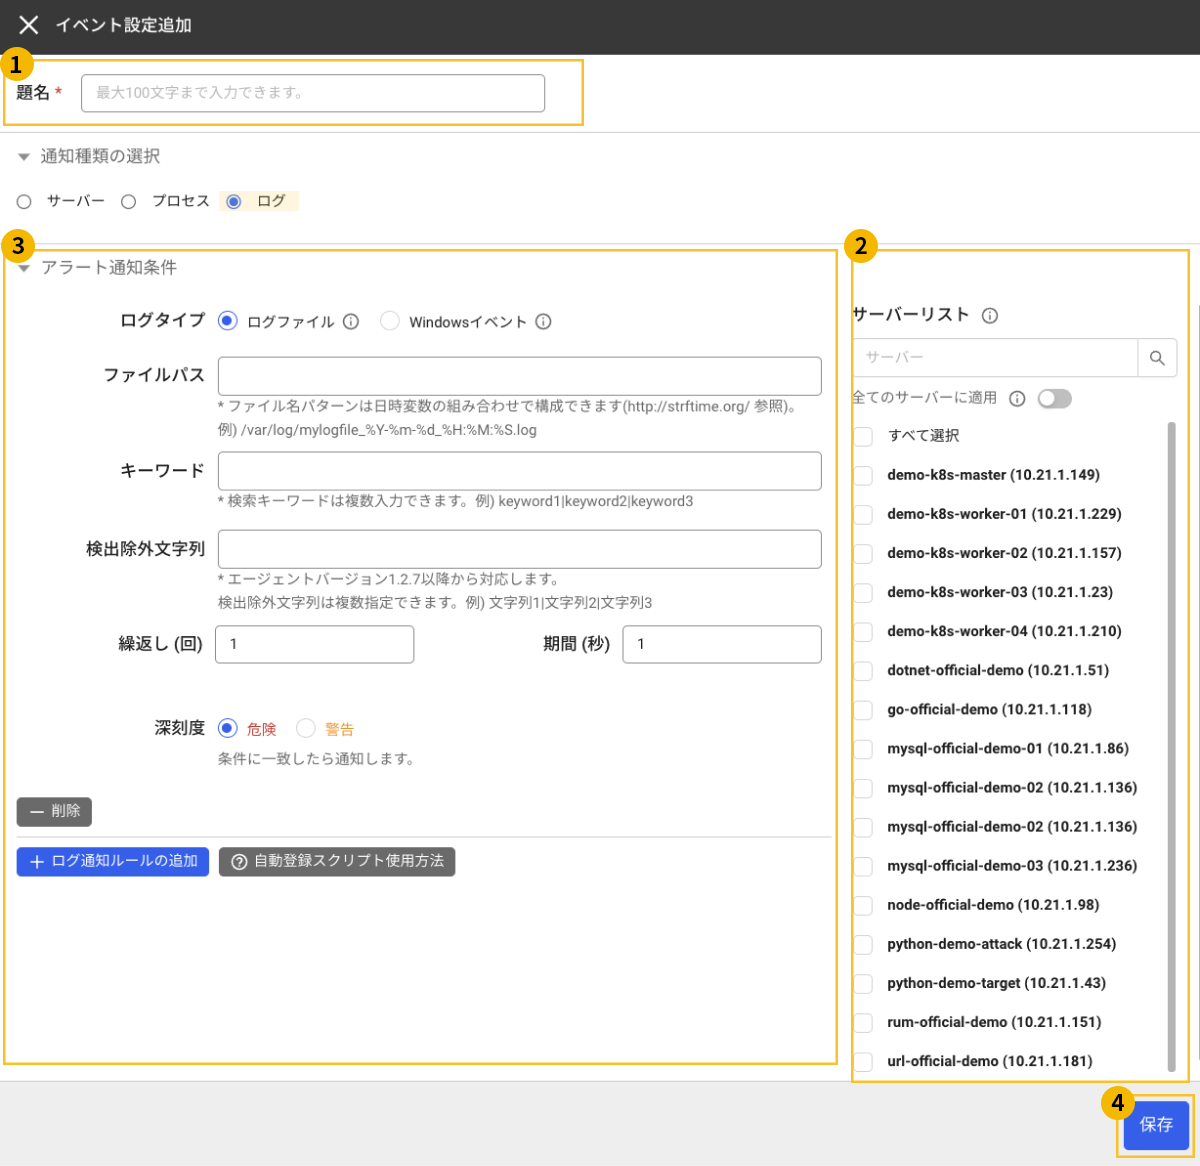 イベント設定追加
1
題名 *
最大100文字まで入力できます。
通知種類の選択
サーバー
プロセス
ログ
3
アラート通知条件
ログタイプ
ログファイル
Windowsイベント
ファイルパス
* ファイル名パターンは日時変数の組み合わせで構成できます(http://strftime.org/ 参照)。
例) /var/log/mylogfile_%Y-%m-%d_%H:%M:%S.log
キーワード
* 検索キーワードは複数入力できます。例) keyword1|keyword2|keyword3
検出除外文字列
* エージェントバージョン1.2.7以降から対応します。
検出除外文字列は複数指定できます。例) 文字列1|文字列2|文字列3
繰返し (回)
1
期間 (秒)
1
深刻度
危険
警告
条件に一致したら通知します。
削除
ログ通知ルールの追加
自動登録スクリプト使用方法
2
サーバーリスト
サーバー
全てのサーバーに適用
すべて選択
demo-k8s-master (10.21.1.149)
demo-k8s-worker-01 (10.21.1.229)
demo-k8s-worker-02 (10.21.1.157)
demo-k8s-worker-03 (10.21.1.23)
demo-k8s-worker-04 (10.21.1.210)
dotnet-official-demo (10.21.1.51)
go-official-demo (10.21.1.118)
mysql-official-demo-01 (10.21.1.86)
mysql-official-demo-02 (10.21.1.136)
mysql-official-demo-02 (10.21.1.136)
mysql-official-demo-03 (10.21.1.236)
node-official-demo (10.21.1.98)
python-demo-attack (10.21.1.254)
python-demo-target (10.21.1.43)
rum-official-demo (10.21.1.151)
url-official-demo (10.21.1.181)
4
保存